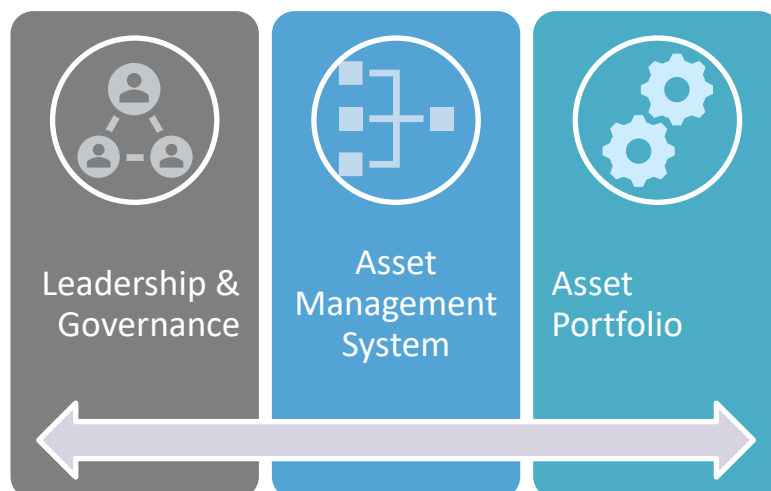 Leadership &
Governance
Asset
Management
System
Asset
Portfolio